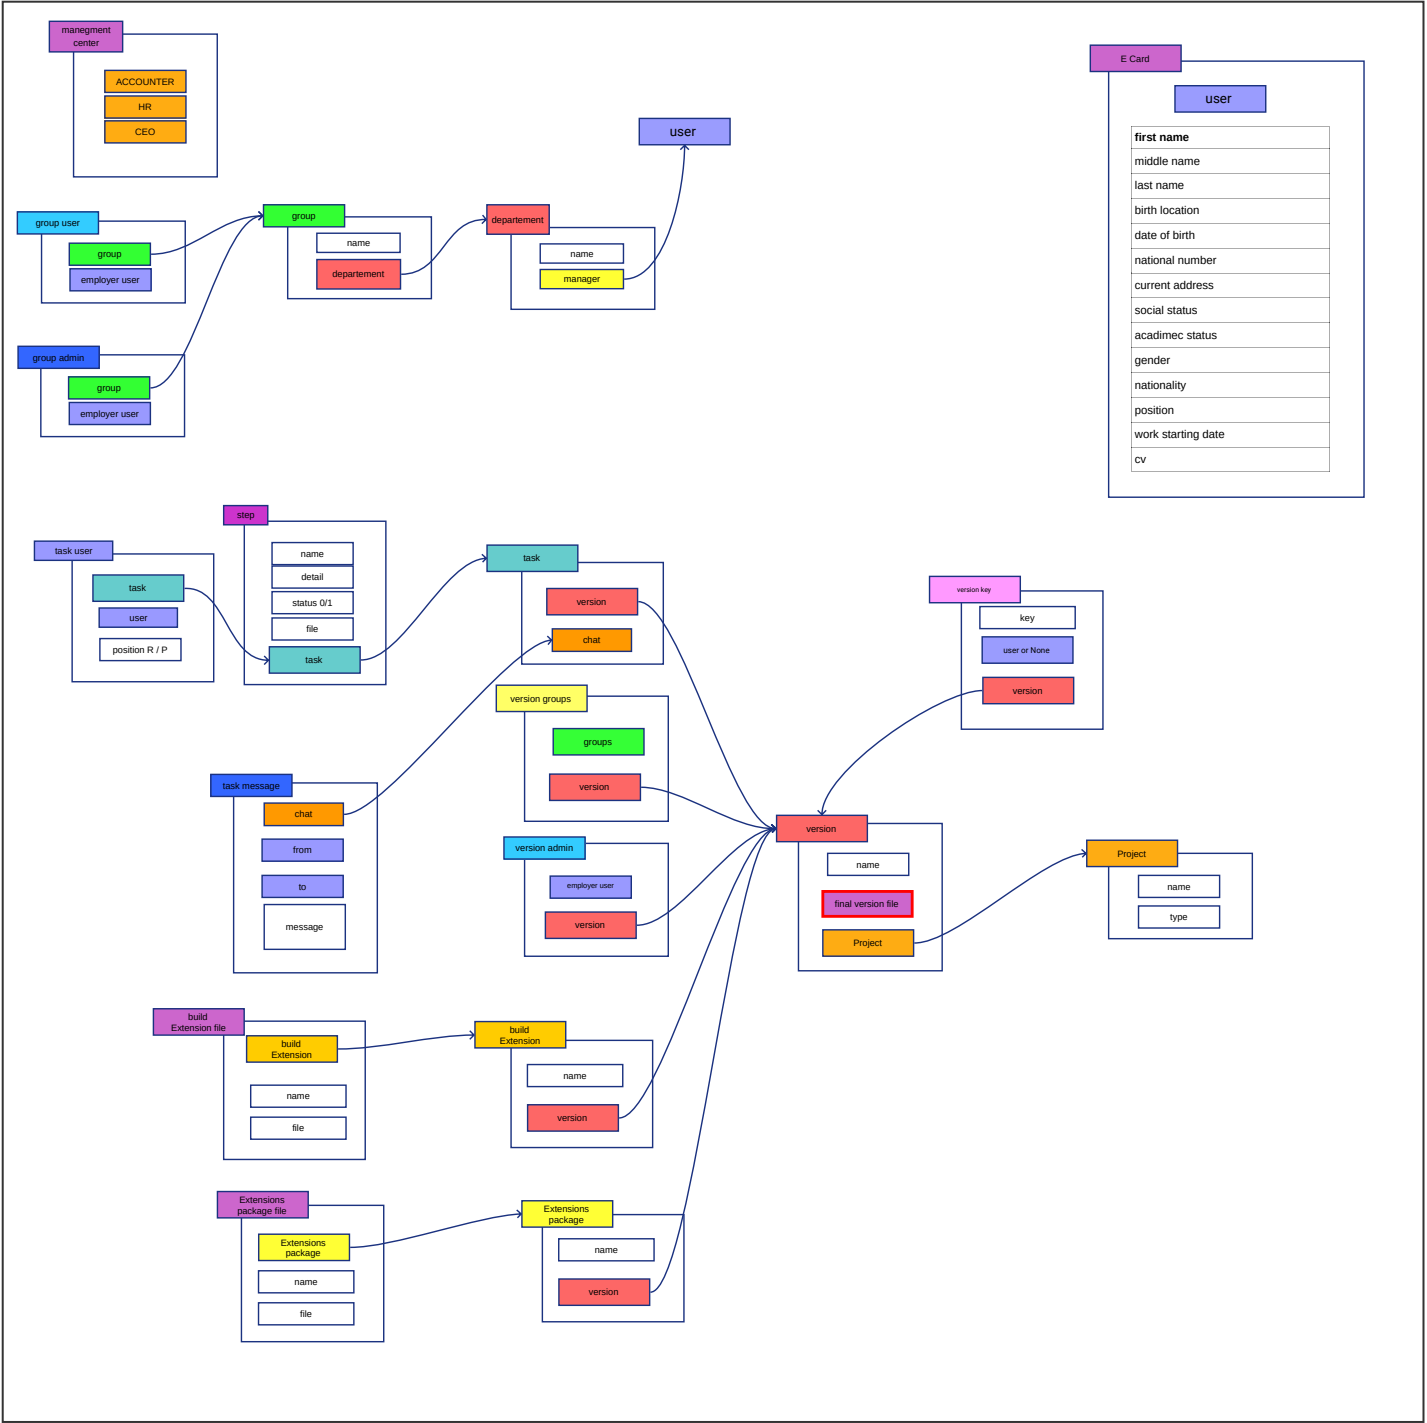 manegment
center
ACCOUNTER
HR
CEO
E Card
user
first name
middle name
last name
birth location
date of birth
national number
current address
social status
acadimec status
gender
nationality
position
work starting date
cv
user
group user
group
employer user
group
name
departement
departement
name
manager
group admin
group
employer user
step
name
detail
status 0/1
file
task
task user
task
user
position R / P
task
version
chat
version key
key
user or None
version
version groups
groups
version
task message
chat
from
to
message
version admin
employer user
version
version
name
final version file
Project
Project
name
type
build
Extension file
build
Extension
name
file
build
Extension
name
version
Extensions
package file
Extensions
package
name
file
Extensions
package
name
version